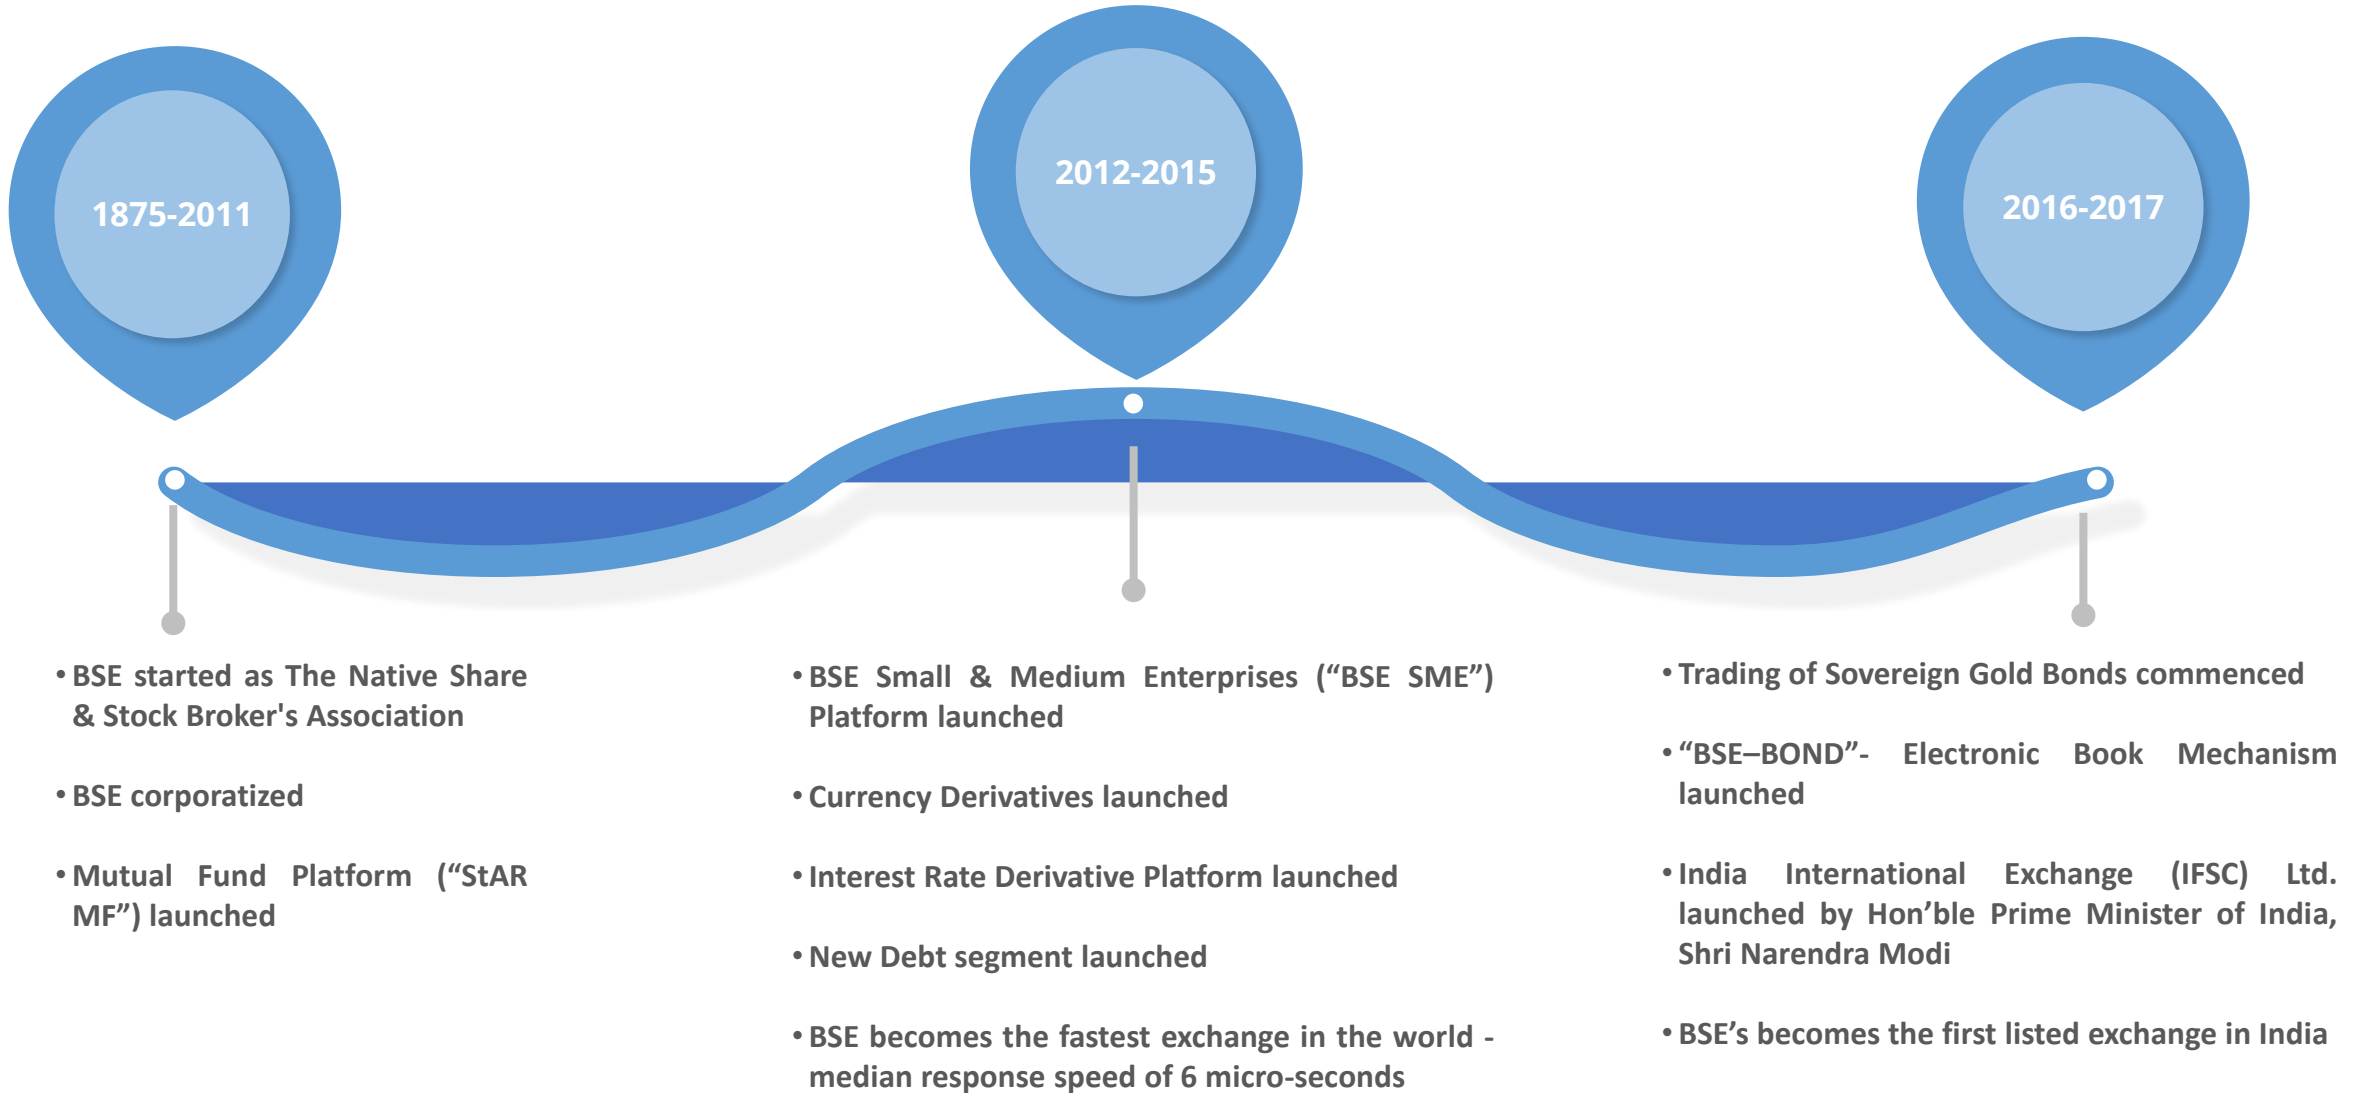 1875-2011
2012-2015
2016-2017
• BSE started as The Native Share
& Stock Broker's Association
• BSE corporatized
• Mutual Fund Platform (“StAR
MF”) launched
• BSE Small & Medium Enterprises (“BSE SME”)
Platform launched
• Currency Derivatives launched
• Interest Rate Derivative Platform launched
• New Debt segment launched
• BSE becomes the fastest exchange in the world -
median response speed of 6 micro-seconds
• Trading of Sovereign Gold Bonds commenced
• “BSE–BOND”- Electronic Book Mechanism
launched
• India International Exchange (IFSC) Ltd.
launched by Hon’ble Prime Minister of India,
Shri Narendra Modi
• BSE’s becomes the first listed exchange in India